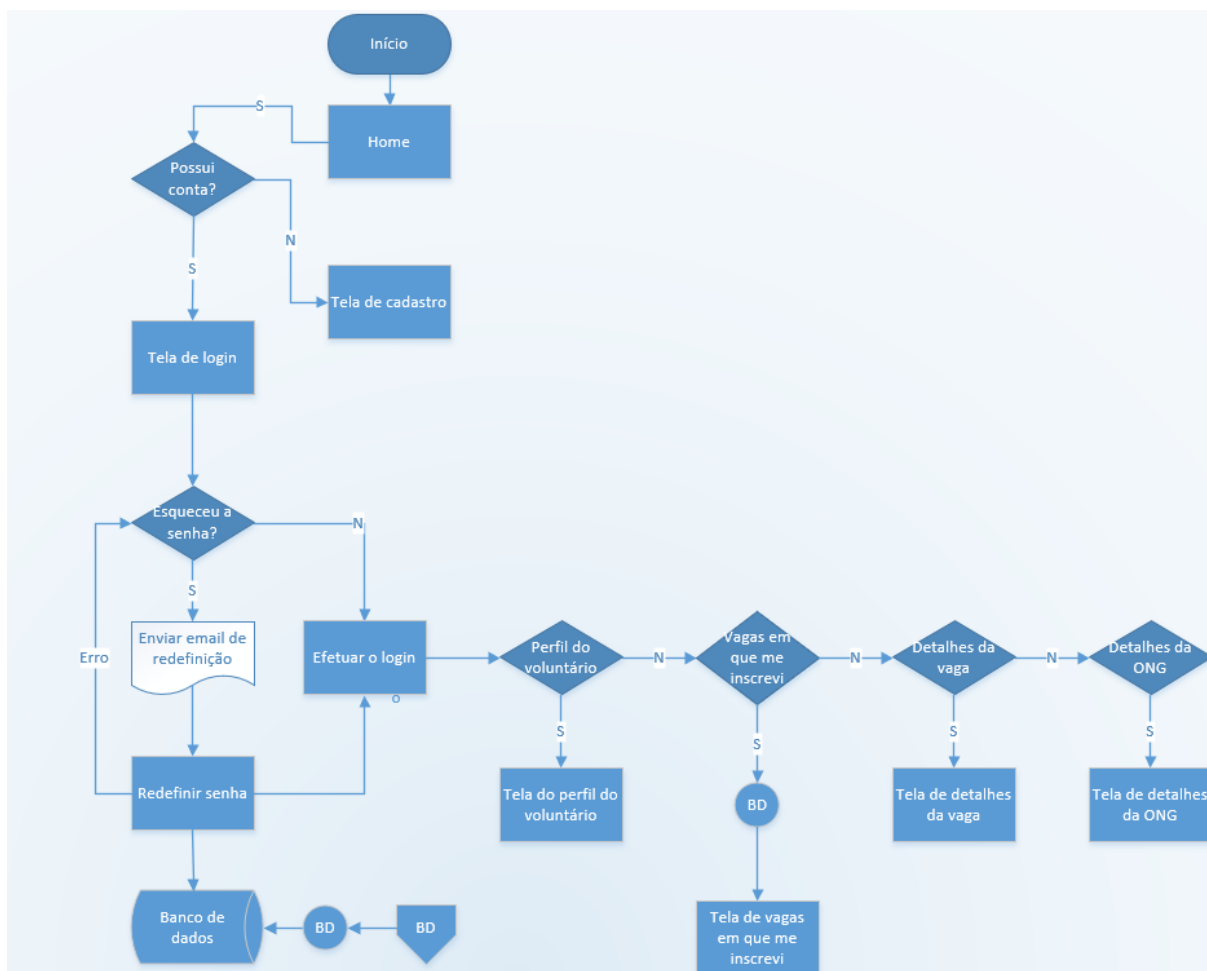 Início
S
Home
Possui
conta?
N
S
Tela de cadastro
Tela de login
Esqueceu a
senha?
N
S
Enviar email de
redefinição
Erro
Efetuar o login
o
Perfil do
voluntário
N
Vagas em
que me
inscrevi
N
Detalhes da
vaga
N
Detalhes da
ONG
S
S
S
S
Redefinir senha
Tela do perfil do
voluntário
BD
Tela de detalhes
da vaga
Tela de detalhes
da ONG
Banco de
dados
BD
BD
Tela de vagas
em que me
inscrevi